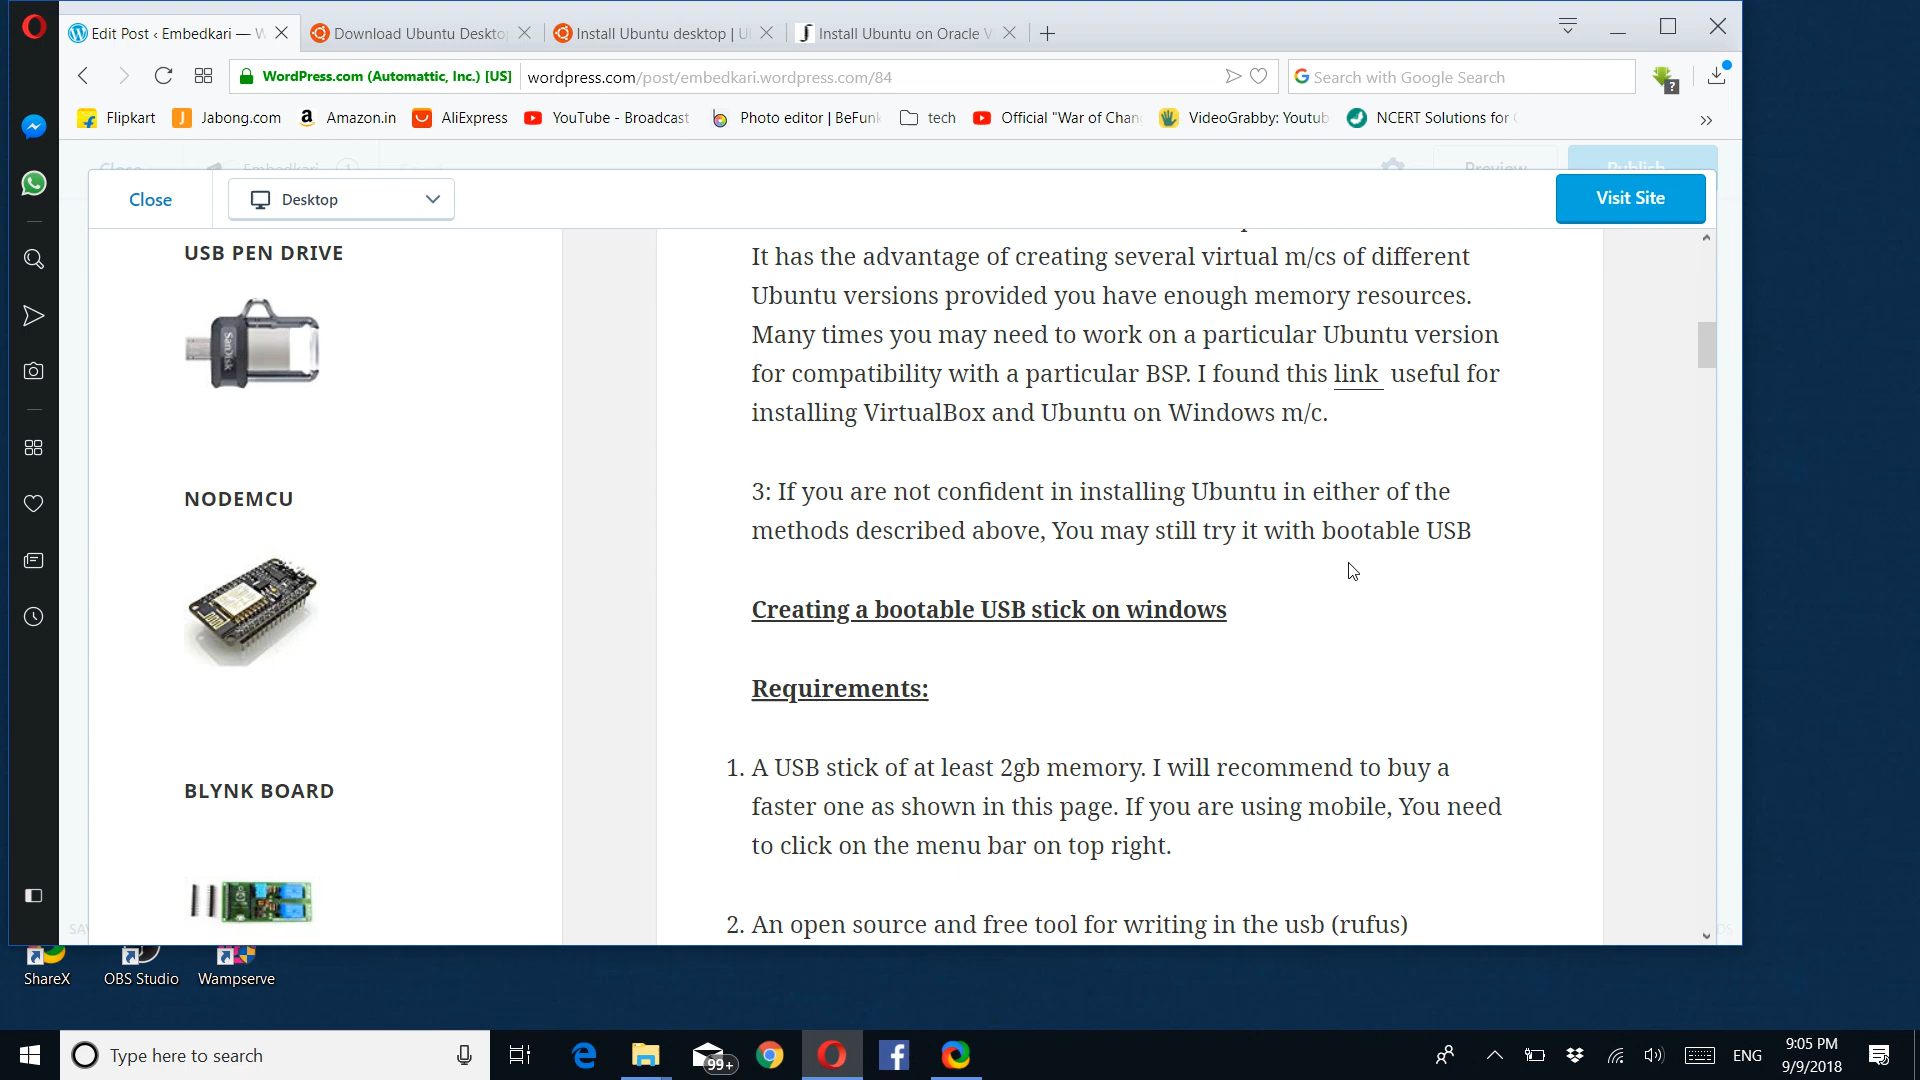 Edit Post ‹ Embedkari — W
Download Ubuntu Deskto
Install Ubuntu desktop | U
Install Ubuntu on Oracle V
WordPress.com (Automattic, Inc.) [US]
wordpress.com/post/embedkari.wordpress.com/84
Search with Google Search
Flipkart
Jabong.com
Amazon.in
AliExpress
YouTube - Broadcast
Photo editor | BeFunk
tech
Official "War of Chan
VideoGrabby: Youtub
NCERT Solutions for
Close
Embedkari
1
Saved
Preview
Publish
Close
Desktop
Visit Site
USB PEN DRIVE
SanDisk
NODEMCU
BLYNK BOARD
It has the advantage of creating several virtual m/cs of different
Ubuntu versions provided you have enough memory resources.
Many times you may need to work on a particular Ubuntu version
for compatibility with a particular BSP. I found this link useful for
installing VirtualBox and Ubuntu on Windows m/c.
3: If you are not confident in installing Ubuntu in either of the
methods described above, You may still try it with bootable USB
Creating a bootable USB stick on windows
Requirements:
1. A USB stick of at least 2gb memory. I will recommend to buy a
faster one as shown in this page. If you are using mobile, You need
to click on the menu bar on top right.
2. An open source and free tool for writing in the usb (rufus)
ShareX
OBS Studio
Wampserve
Type here to search
99+
ENG
9:05 PM
9/9/2018